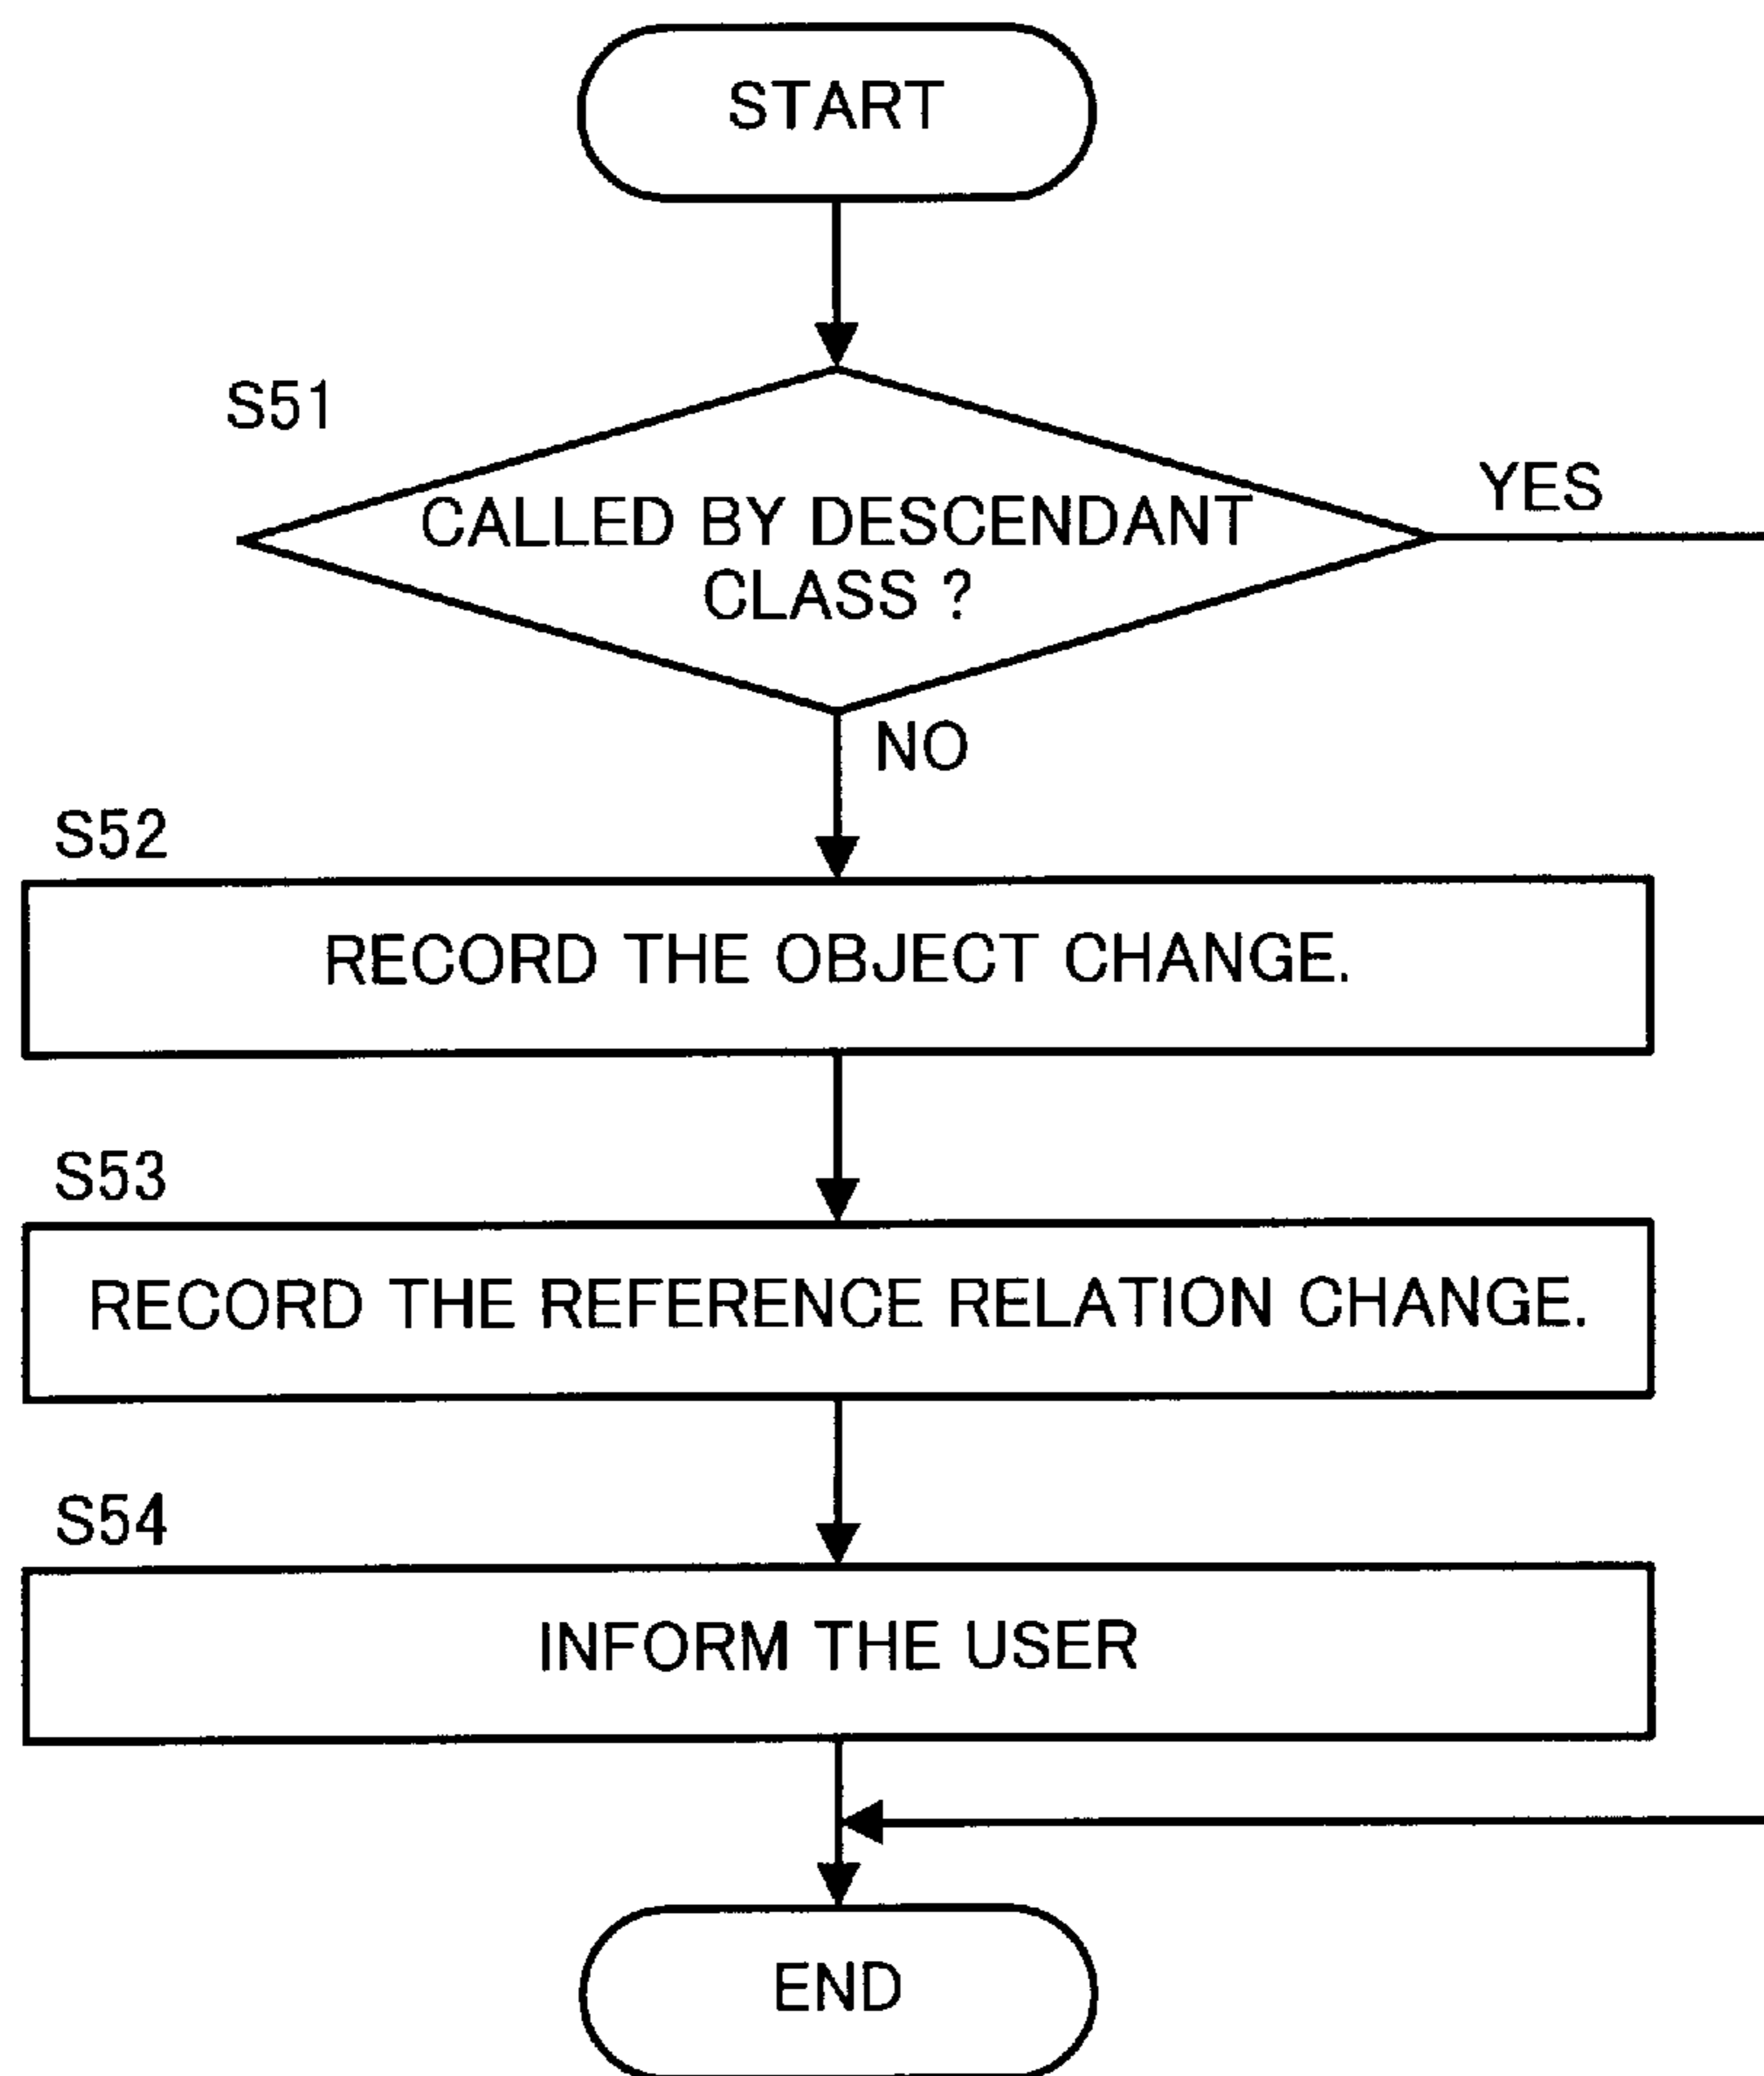 START
S51
CALLED BY DESCENDANT
CLASS ?
YES
NO
S52
RECORD THE OBJECT CHANGE.
S53
RECORD THE REFERENCE RELATION CHANGE.
S54
INFORM THE USER
END